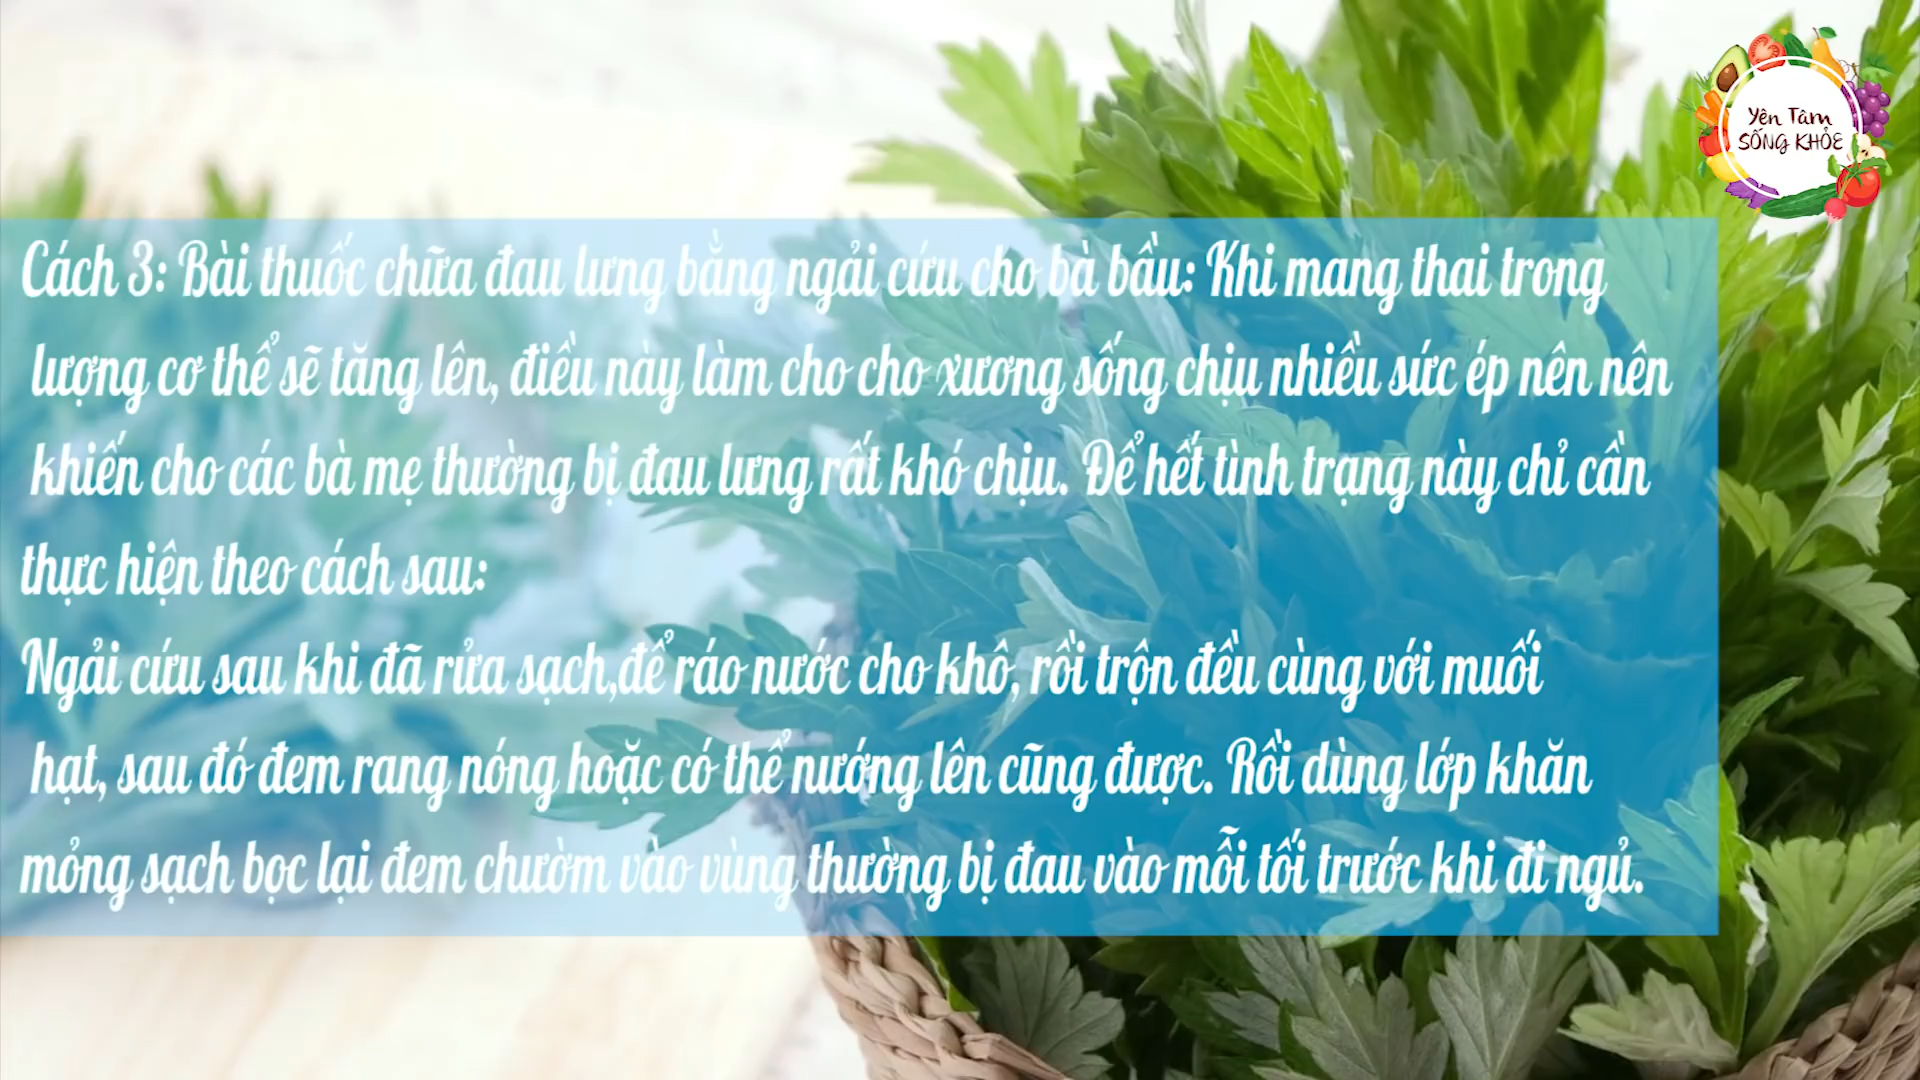 Yên Tâm
SỐNG KHỎE
Cách 3: Bài thuốc chữa đau lưng bằng ngải cứu cho bà bầu: Khi mang thai trong
lượng cơ thể sẽ tăng lên, điều này làm cho cho xương sống chịu nhiều sức ép nên nên
khiến cho các bà mẹ thường bị đau lưng rất khó chịu. Để hết tình trạng này chỉ cần
thực hiện theo cách sau:
Ngải cứu sau khi đã rửa sạch,để ráo nước cho khô, rồi trộn đều cùng với muối
hạt, sau đó đem rang nóng hoặc có thể nướng lên cũng được. Rồi dùng lớp khăn
mỏng sạch bọc lại đem chườm vào vùng thường bị đau vào mỗi tối trước khi đi ngủ.